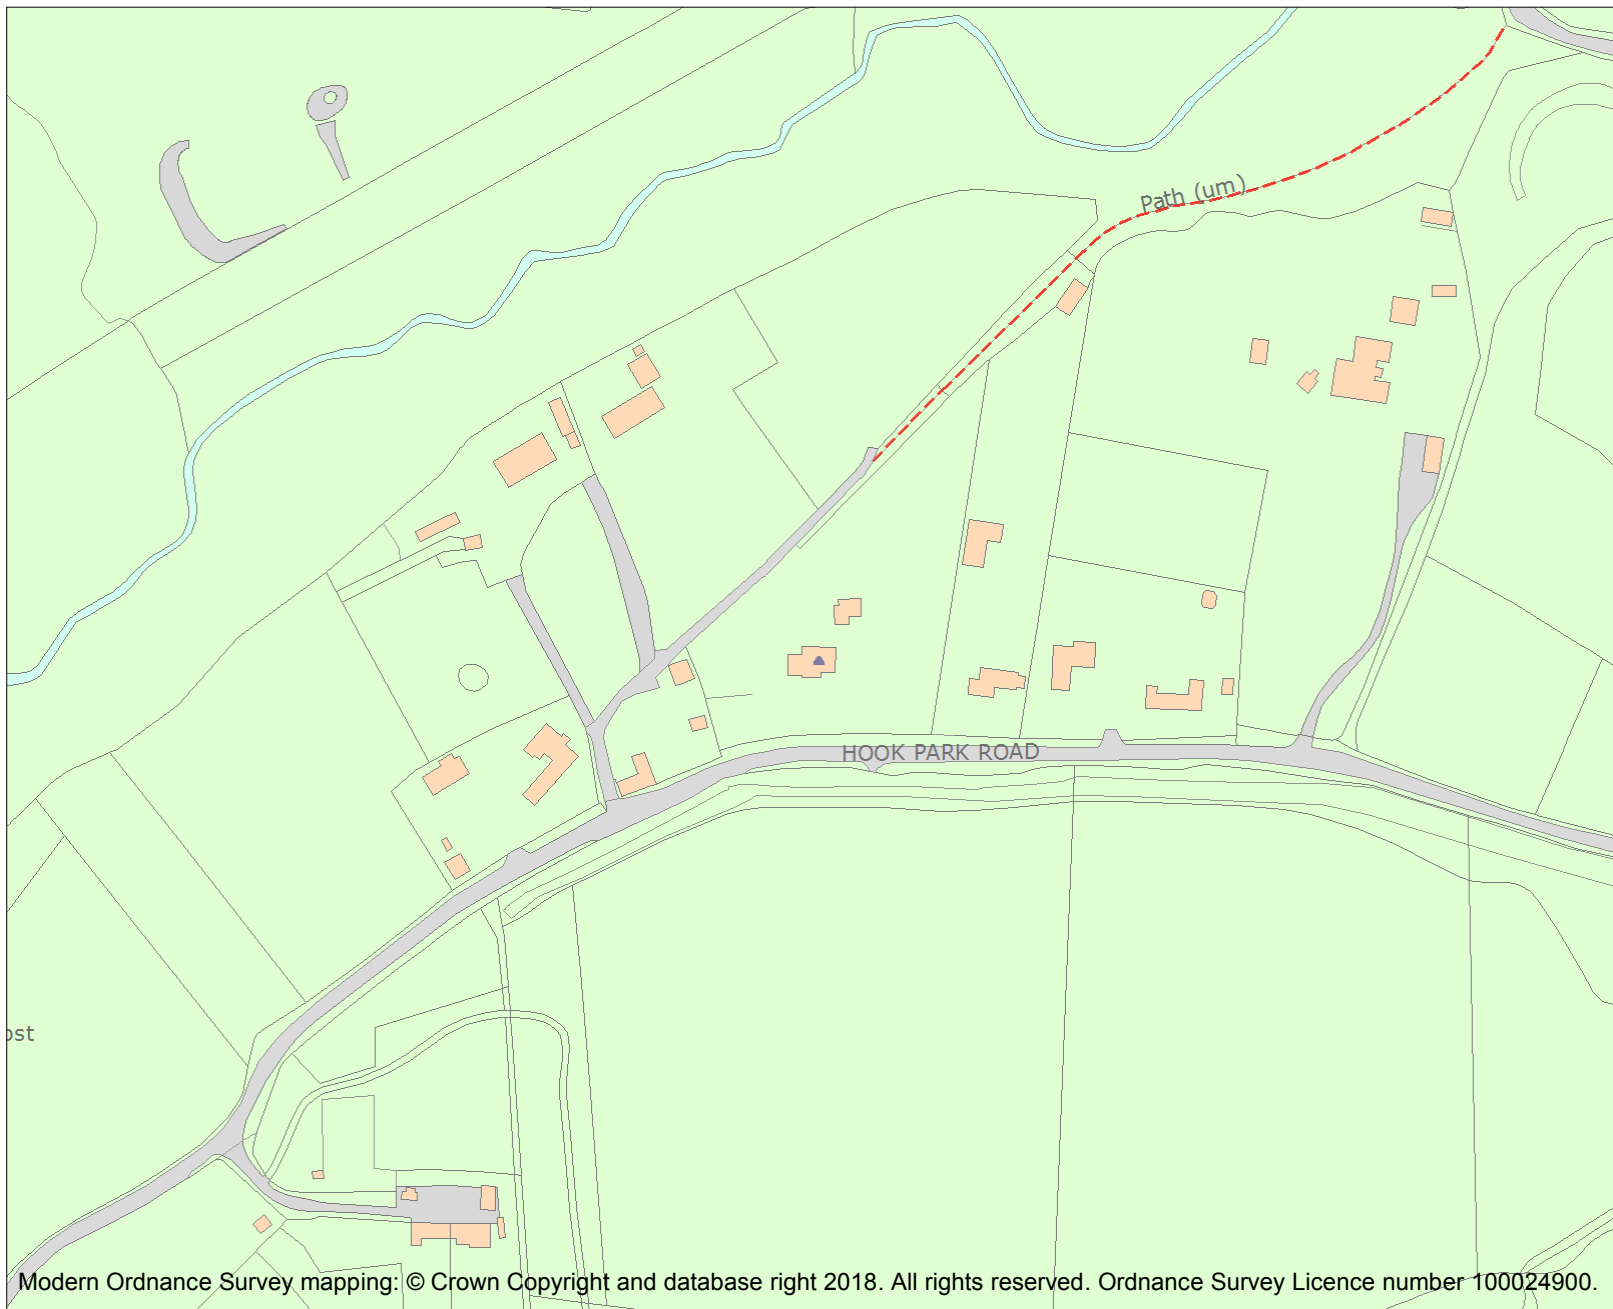 Path (um)
HOOK PARK ROAD
ost
Modern Ordnance Survey mapping: © Crown Copyright and database right 2018. All rights reserved. Ordnance Survey Licence number 100024900.